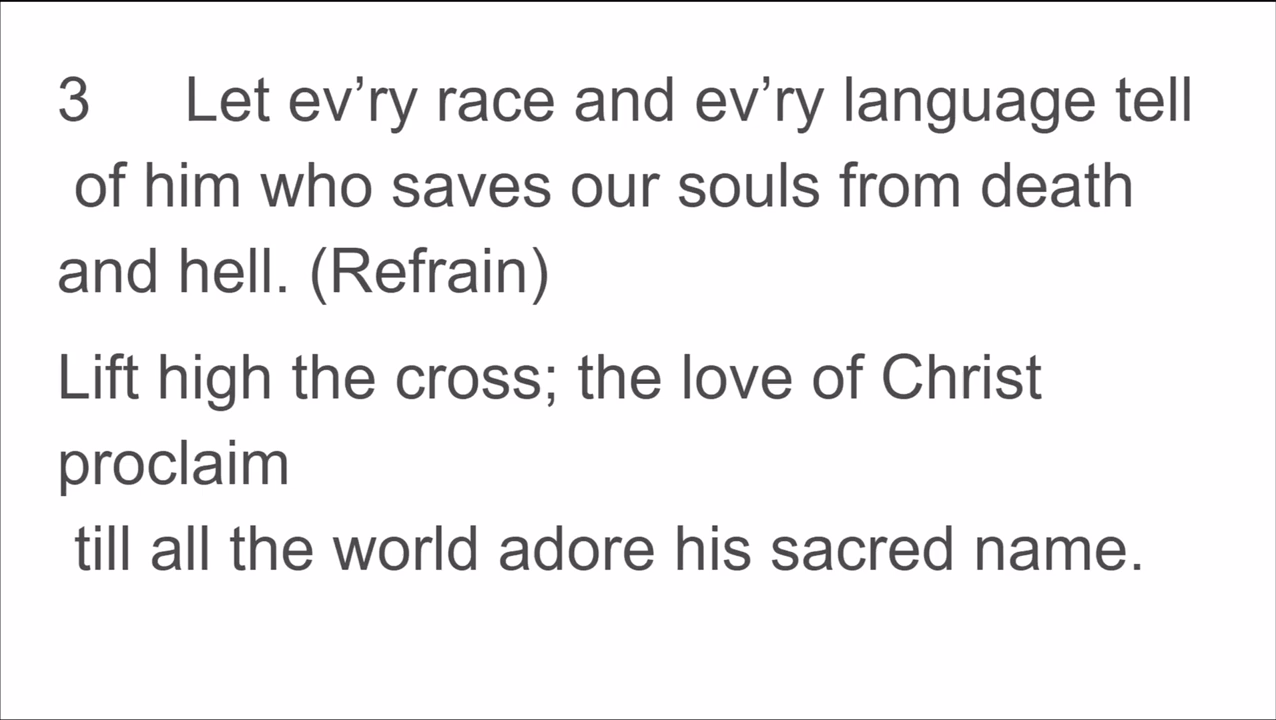 3 Let ev’ry race and ev’ry language tell
of him who saves our souls from death
and hell. (Refrain)
Lift high the cross; the love of Christ
proclaim
till all the world adore his sacred name.